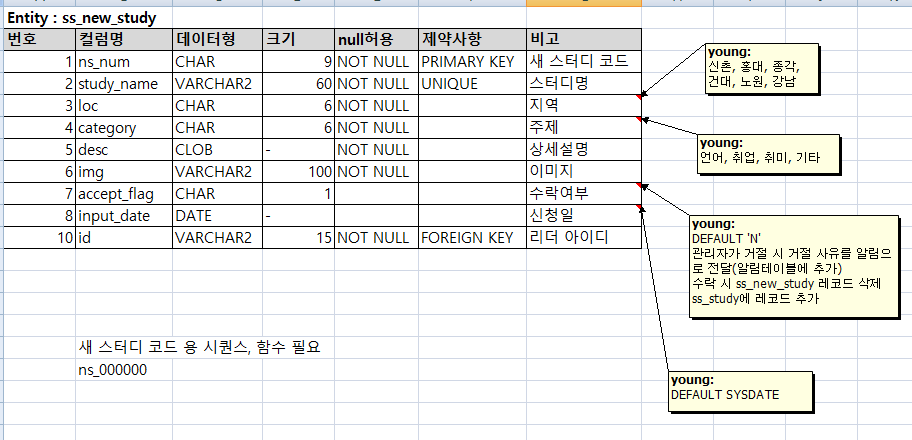 Entity : ss_new_study
번호 컬럼명 데이터형 크기 null허용 제약사항 비고
1 ns_num CHAR 9 NOT NULL PRIMARY KEY 새 스터디 코드
2 study_name VARCHAR2 60 NOT NULL UNIQUE 스터디명
3 loc CHAR 6 NOT NULL 지역
4 category CHAR 6 NOT NULL 주제
5 desc CLOB - NOT NULL 상세설명
6 img VARCHAR2 100 NOT NULL 이미지
7 accept_flag CHAR 1 수락여부
8 input_date DATE - 신청일
10 id VARCHAR2 15 NOT NULL FOREIGN KEY 리더 아이디
young:
신촌, 홍대, 종각,
건대, 노원, 강남
young:
언어, 취업, 취미, 기타
young:
DEFAULT 'N'
관리자가 거절 시 거절 사유를 알림으
로 전달(알림테이블에 추가)
수락 시 ss_new_study 레코드 삭제
ss_study에 레코드 추가
young:
DEFAULT SYSDATE
새 스터디 코드 용 시퀀스, 함수 필요
ns_000000